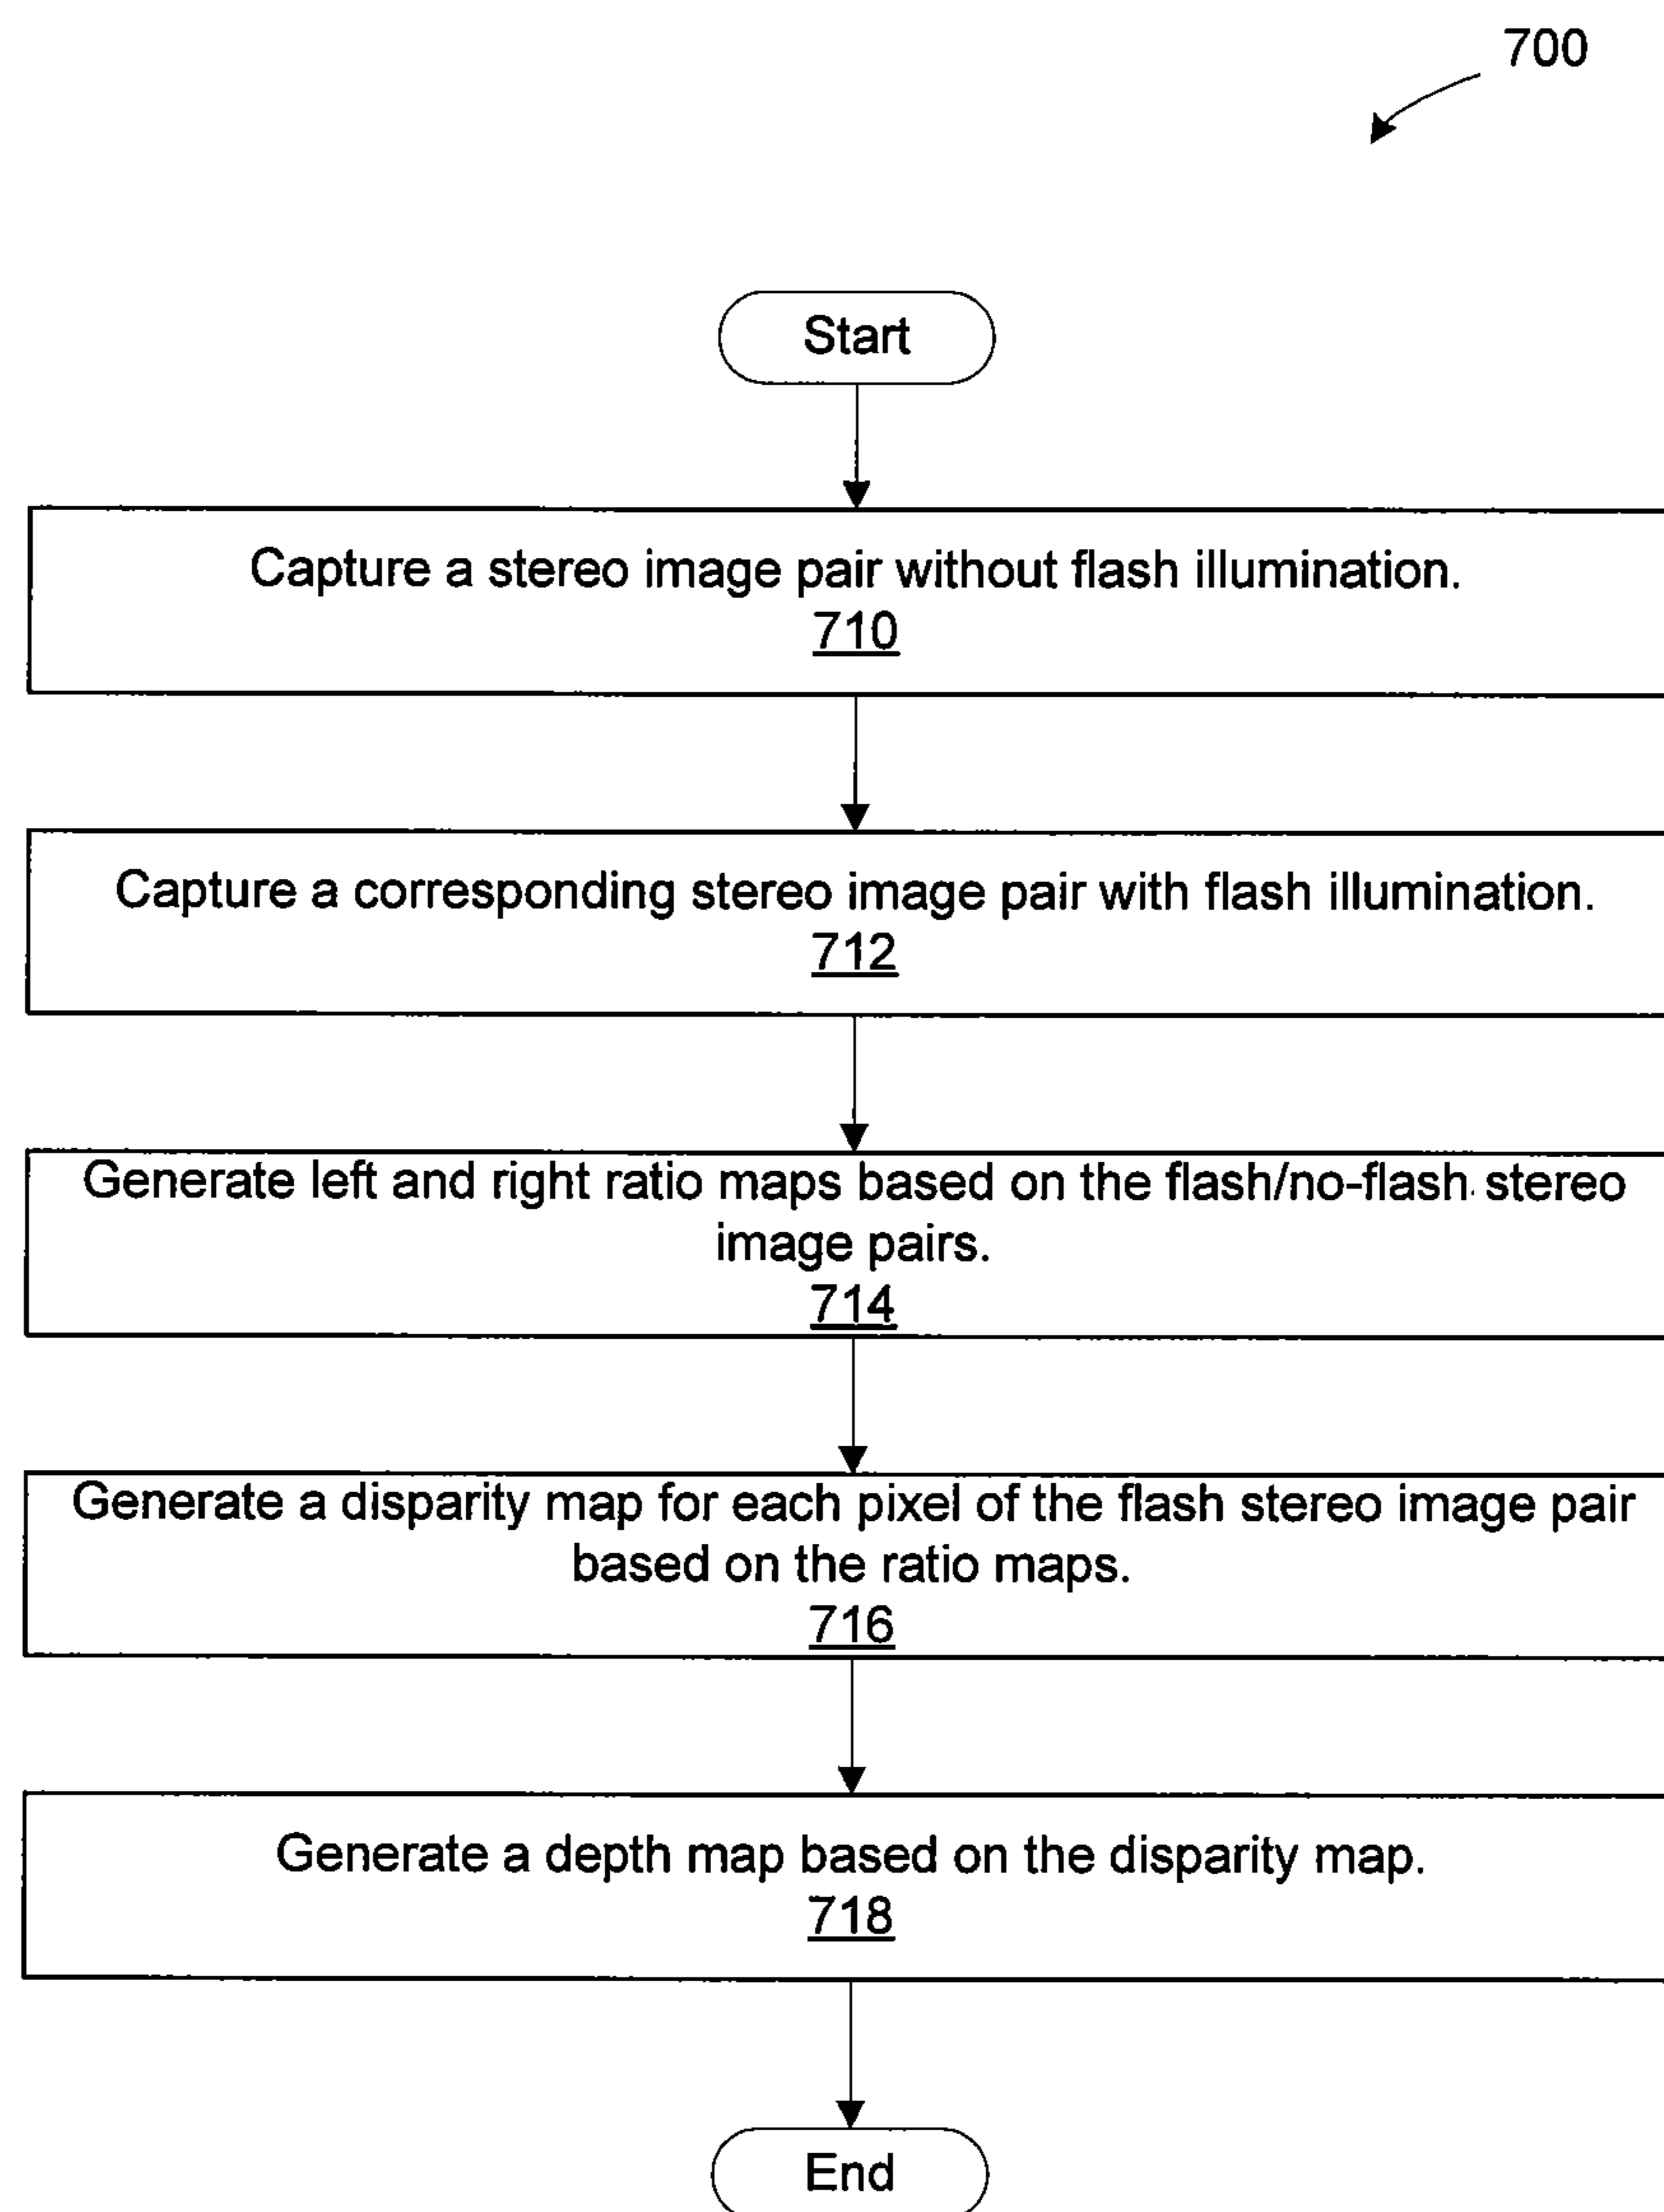 700
Start
Capture a stereo image pair without flash illumination.
710
Capture a corresponding stereo image pair with flash illumination.
712
Generate left and right ratio maps based on the flash/no-flash stereo
image pairs.
714
Generate a disparity map for each pixel of the flash stereo image pair
based on the ratio maps.
716
Generate a depth map based on the disparity map.
718
End